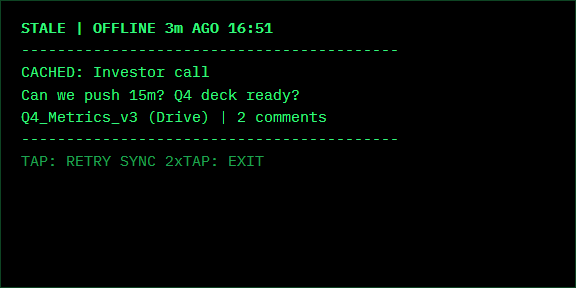 STALE | OFFLINE 3m AGO 16:51
------------------------------------------
CACHED: Investor call
Can we push 15m? Q4 deck ready?
Q4_Metrics_v3 (Drive) | 2 comments
------------------------------------------
TAP: RETRY SYNC 2xTAP: EXIT